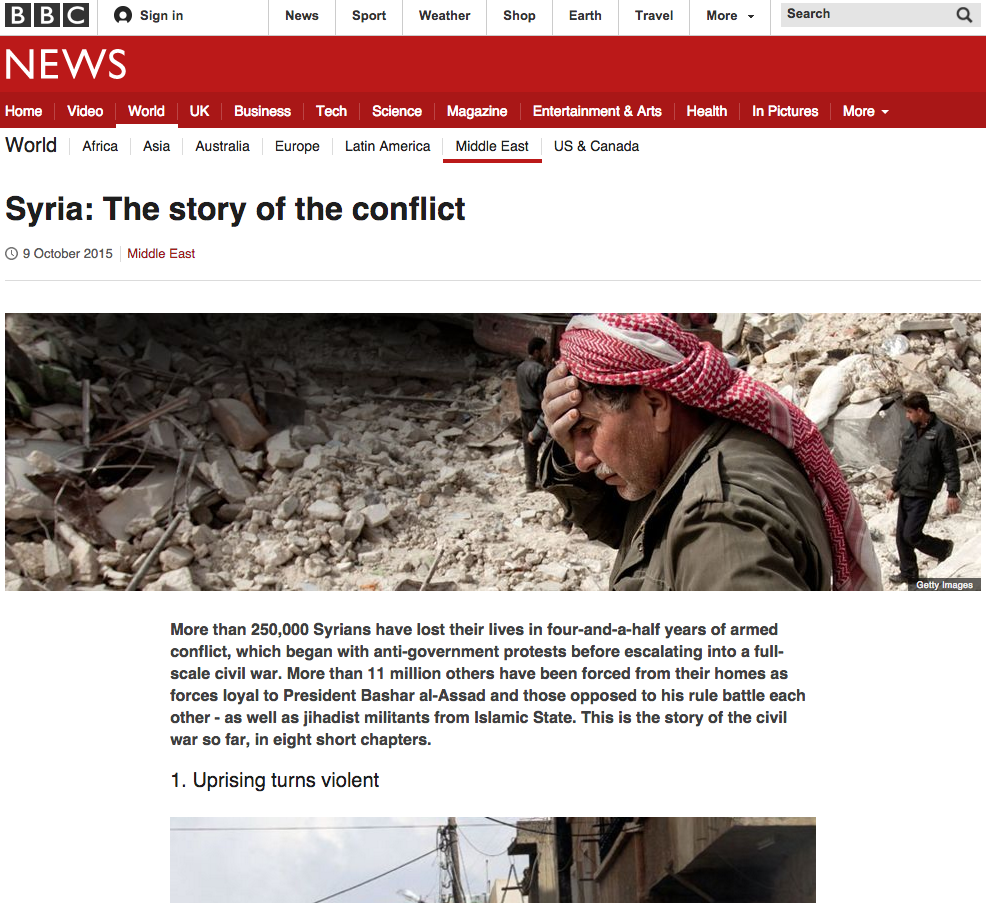 BBC Sign in News Sport Weather Shop Earth Travel More Search
NEWS
Home Video World UK Business Tech Science Magazine Entertainment & Arts Health In Pictures More
World Africa Asia Australia Europe Latin America Middle East US & Canada
Syria: The story of the conflict
9 October 2015 Middle East
Getty Images
More than 250,000 Syrians have lost their lives in four-and-a-half years of armed
conflict, which began with anti-government protests before escalating into a full-
scale civil war. More than 11 million others have been forced from their homes as
forces loyal to President Bashar al-Assad and those opposed to his rule battle each
other - as well as jihadist militants from Islamic State. This is the story of the civil
war so far, in eight short chapters.
1. Uprising turns violent